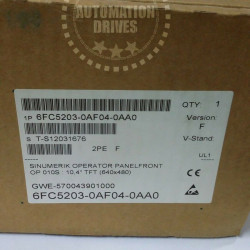 AUTOMATION
DRIVES
QTY: 1
1P 6FC5203-0AF04-0AA0
Version:
F
S T-S12031676
V-Stand:
2PE F
UL1:
SINUMERIK OPERATOR PANELFRONT
OP 010S : 10.4" TFT (640x480)
GWE-570043901000
6FC5203-0AF04-0AA0